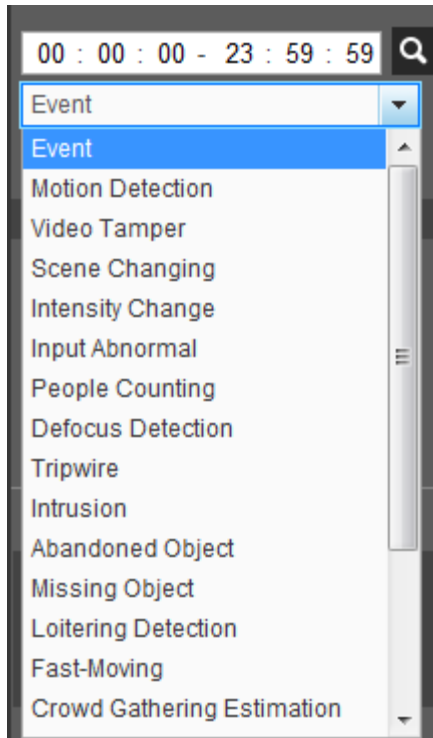 00 : 00 : 00 - 23 : 59 : 59
Event
Event
Motion Detection
Video Tamper
Scene Changing
Intensity Change
Input Abnormal
People Counting
Defocus Detection
Tripwire
Intrusion
Abandoned Object
Missing Object
Loitering Detection
Fast-Moving
Crowd Gathering Estimation